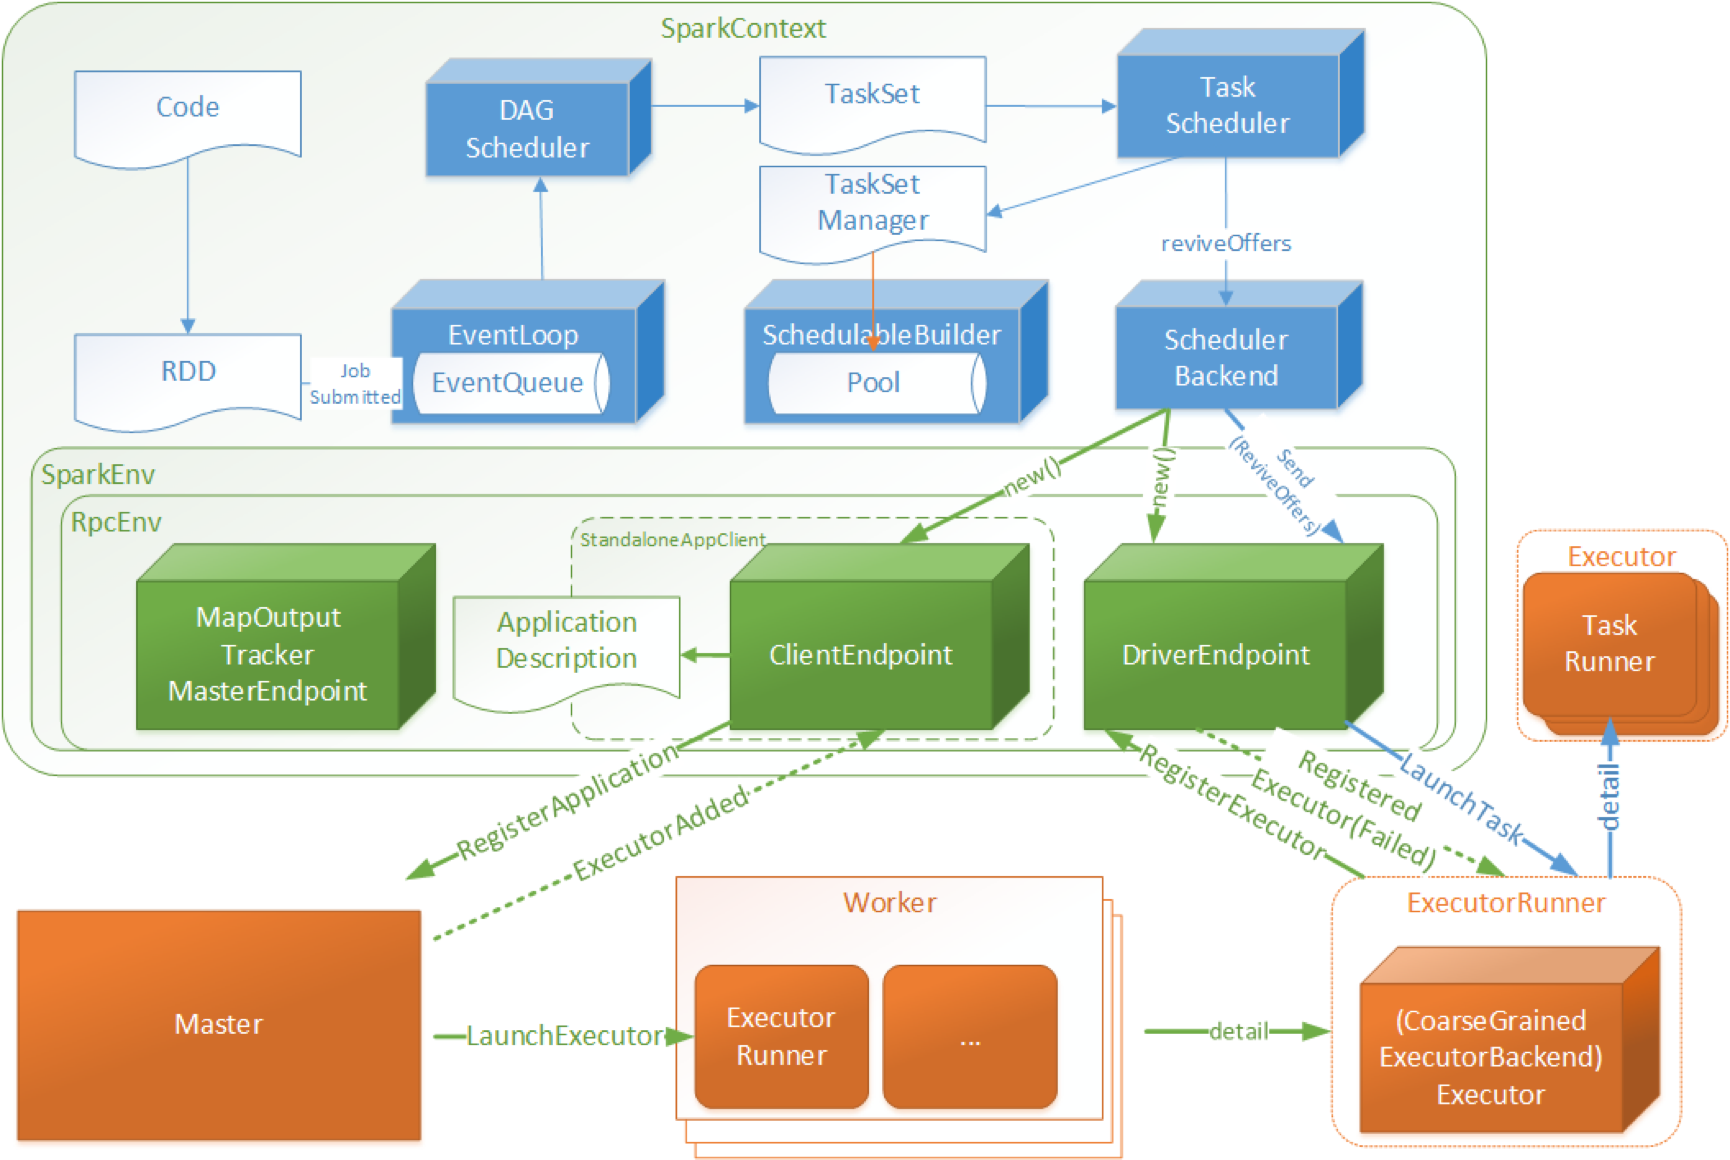 SparkContext
Code
DAG
Scheduler
TaskSet
Task
Scheduler
TaskSet
Manager
reviveOffers
RDD
Job
Submitted
EventLoop
EventQueue
SchedulableBuilder
Pool
Scheduler
Backend
SparkEnv
RpcEnv
new()
new()
Send
(ReviveOffers)
StandaloneAppClient
MapOutput
Tracker
MasterEndpoint
Application
Description
ClientEndpoint
DriverEndpoint
Executor
Task
Runner
RegisterApplication
ExecutorAdded
RegisterExecutor
Registered
Executor(Failed)
LaunchTask
detail
Master
LaunchExecutor
Worker
Executor
Runner
...
detail
ExecutorRunner
(CoarseGrained
ExecutorBackend)
Executor